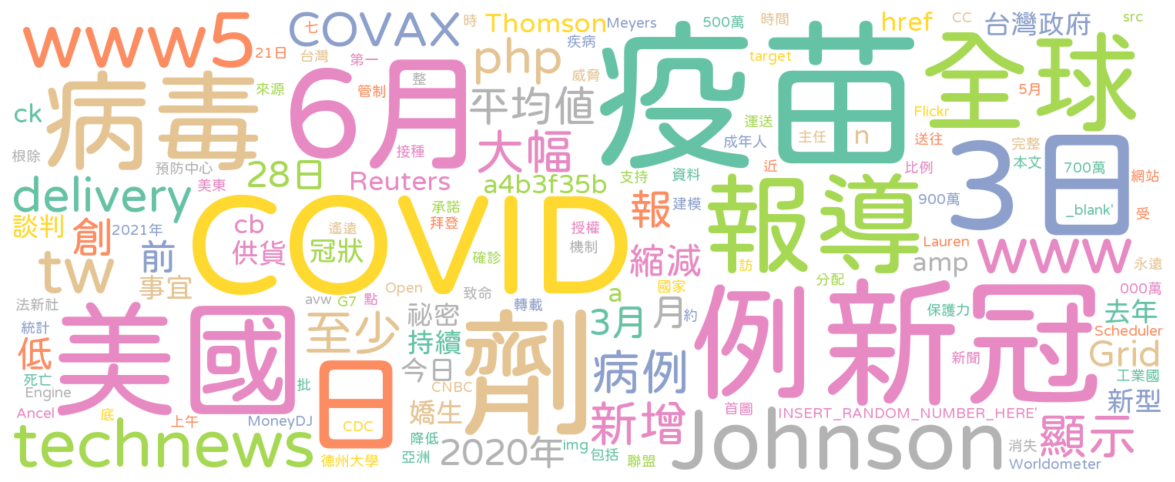 www5
21日
七
COVAX
時
Thomson
Meyers
500萬
時間
href
CC
台灣政府
src
疾病
台灣
第一
php
威脅
疫苗
target
全球
病毒
來源
6月
管制
整
平均値
Flickr
5月
ck
接種
大幅
運送
成年人
主任
n
送往
完整
3日
根除
預防中心
28日
Reuters
a4b3f35b
支持
資料
近
比例
本文
700萬
網站
delivery
美東
承諾
報
建模
報導
900萬
_blank'
受
談判
2021年
創
cb
遙遠
拜登
COVID
授權
機制
Lauren
www
tw
前
供貨
冠狀
確診
縮減
訪
amp
永遠
事宜
國家
分配
法新社
avw
G7
點
Open
致命
轉載
a
月
約
例新冠
000萬
保護力
去年
統計
美國
至少
祕密
劑
3月
Scheduler
低
持續
病例
新聞
Grid
死亡
Engine
批
日
今日
CNBC
工業國
Ancel
底
上午
MoneyDJ
CDC
嬌生
新增
首圖
INSERT_RANDOM_NUMBER_HERE'
新型
technews
德州大學
2020年
降低
亞洲
img
包括
聯盟
Johnson
消失
顯示
Worldometer